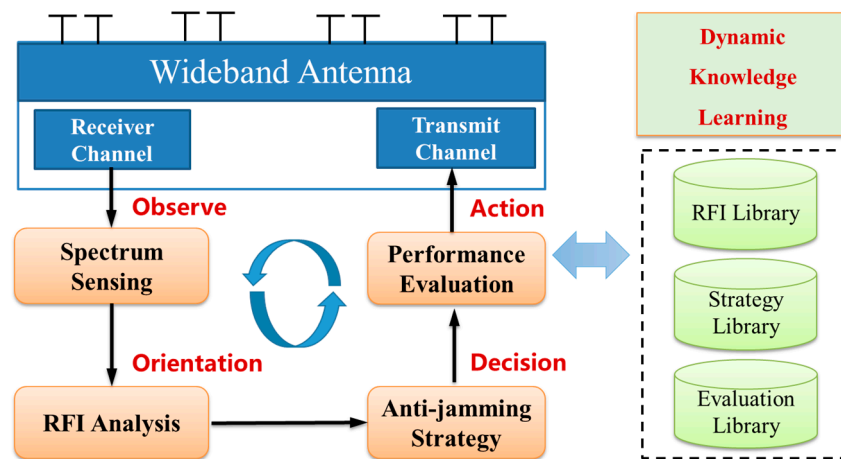 Wideband Antenna
Receiver
Channel
Transmit
Channel
Observe
Action
Spectrum
Sensing
Performance
Evaluation
Orientation
Decision
RFI Analysis
Anti-jamming
Strategy
Dynamic
Knowledge
Learning
RFI Library
Strategy
Library
Evaluation
Library